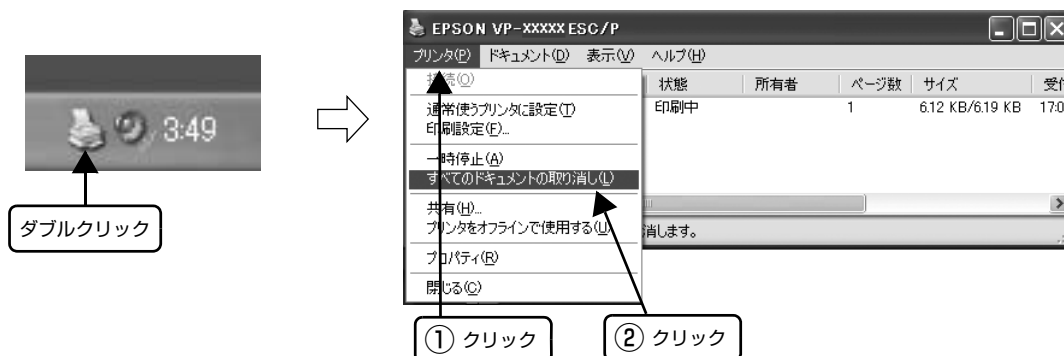 3:49
ダブルクリック
EPSON VP-XXXXX ESC/P
プリンタ(P) ドキュメント(D) 表示(V) ヘルプ(H)
状態 所有者 ページ数 サイズ
印刷中 1 6.12 KB/6.19 KB 17:0
接続(O)
通常使うプリンタに設定(T)
印刷設定(F)...
一時停止(A)
すべてのドキュメントの取り消し(L)
共有(H)...
プリンタをオフラインで使用する(U)
消します。
プロパティ(R)
閉じる(C)
① クリック
② クリック